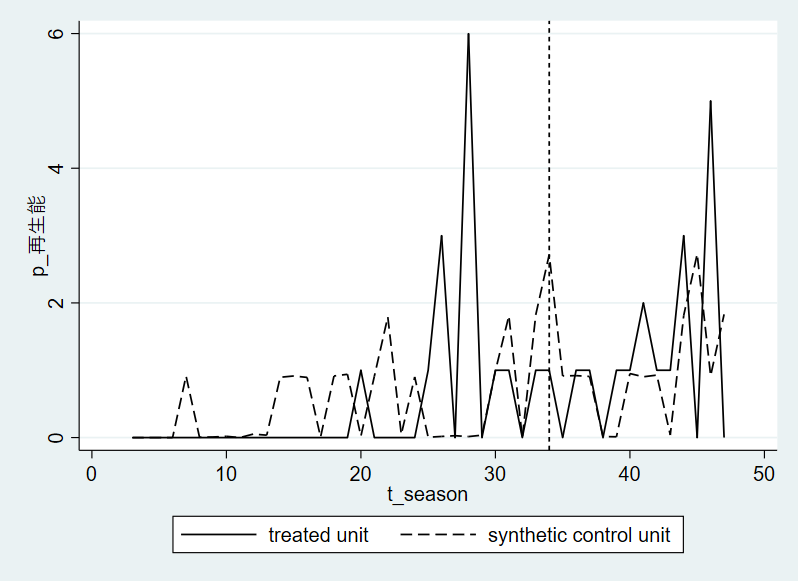 p_再生能
6
4
2
0
0
10
20
30
40
50
t_season
treated unit
synthetic control unit